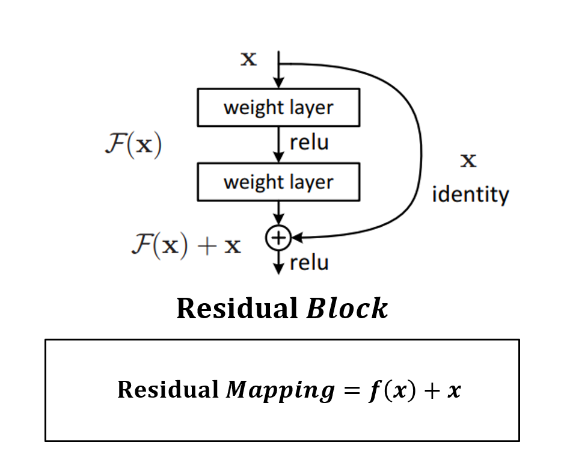 x
weight layer
relu
F(x)
weight layer
x
identity
F(x) + x
relu
Residual Block
Residual Mapping = f(x) + x